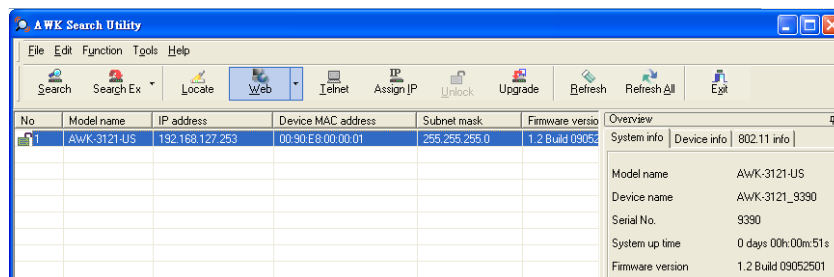 AWK Search Utility
File Edit Function Tools Help
Search Search Ex Locate Web Telnet Assign IP Unlock Upgrade Refresh Refresh All Exit
No Model name IP address Device MAC address Subnet mask Firmware versio
1 AWK-3121-US 192.168.127.253 00:90:E8:00:00:01 255.255.255.0 1.2 Build 09052
Overview
System info Device info 802.11 info
Model name AWK-3121-US
Device name AWK-3121_9390
Serial No. 9390
System up time 0 days 00h:00m:51s
Firmware version 1.2 Build 09052501